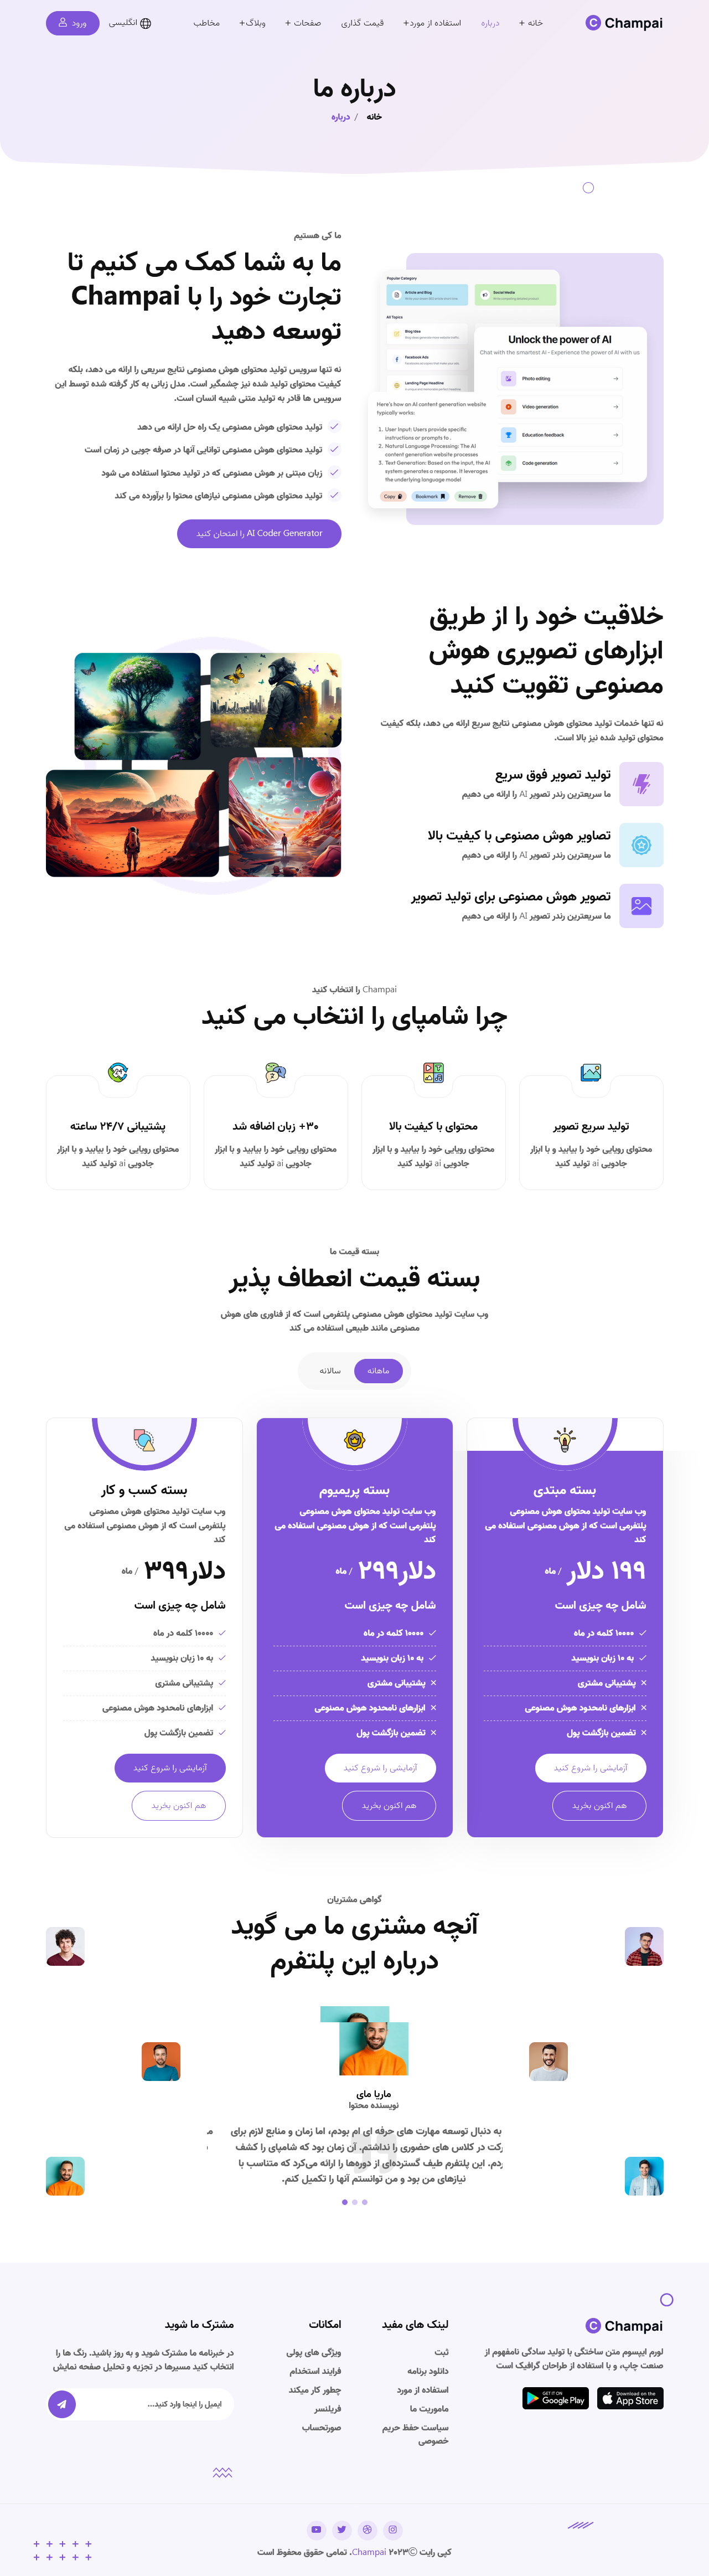 Champai
خانه +
درباره
استفاده از مورد+
قیمت گذاری
صفحات +
وبلاگ+
مخاطب
انگلیسی
ورود
درباره ما
خانه / درباره
Popular Category
Article and Blog
Social Media
All Topics
Blog Idea
Facebook Ads
Landing Page Headline
Unlock the power of AI
Chat with the smartest AI - Experience the power of AI with us
Photo editing
Video generation
Education feedback
Code generation
Here's how an AI content generation website
typically works:
1. User Input: Users provide specific
instructions or prompts to .
2. Natural Language Processing: The AI
content generation website processes
3. Text Generation: Based on the input, the AI
system generates a response. It leverages
the deep understanding of language
Copy
Bookmark
Remove
ما کی هستیم
ما به شما کمک می کنیم تا
تجارت خود را با Champai
توسعه دهید
نه تنها سرویس تولید محتوای هوش مصنوعی نتایج سریعی را ارائه می دهد، بلکه
کیفیت محتوای تولید شده نیز چشمگیر است. مدل زبانی به کار گرفته شده توسط این
سرویس ها قادر به تولید متنی شبیه انسان است.
تولید محتوای هوش مصنوعی یک راه حل ارائه می دهد
تولید محتوای هوش مصنوعی توانایی آنها در صرفه جویی در زمان است
زبان مبتنی بر هوش مصنوعی که در تولید محتوا استفاده می شود
تولید محتوای هوش مصنوعی نیازهای محتوا را برآورده می کند
AI Coder Generator را امتحان کنید
خلاقیت خود را از طریق
ابزارهای تصویری هوش
مصنوعی تقویت کنید
نه تنها خدمات تولید محتوای هوش مصنوعی نتایج سریع ارائه می دهد، بلکه کیفیت
محتوای تولید شده نیز بالا است.
تولید تصویر فوق سریع
ما سریعترین رندر تصویر AI را ارائه می دهیم
تصاویر هوش مصنوعی با کیفیت بالا
ما سریعترین رندر تصویر AI را ارائه می دهیم
تصویر هوش مصنوعی برای تولید تصویر
ما سریعترین رندر تصویر AI را ارائه می دهیم
Champai را انتخاب کنید
چرا شامپای را انتخاب می کنید
تولید سریع تصویر
محتوای رویایی خود را بیابید و با ابزار
جادویی ai تولید کنید
محتوای با کیفیت بالا
محتوای رویایی خود را بیابید و با ابزار
جادویی ai تولید کنید
۳۰+ زبان اضافه شد
محتوای رویایی خود را بیابید و با ابزار
جادویی ai تولید کنید
پشتیبانی ۲۴/۷ ساعته
محتوای رویایی خود را بیابید و با ابزار
جادویی ai تولید کنید
بسته قیمت ما
بسته قیمت انعطاف پذیر
وب سایت تولید محتوای هوش مصنوعی پلتفرمی است که از فناوری های هوش
مصنوعی مانند طبیعی استفاده می کند
ماهانه
سالانه
بسته مبتدی
وب سایت تولید محتوای هوش مصنوعی
پلتفرمی است که از هوش مصنوعی استفاده می
کند
۱۹۹ دلار / ماه
شامل چه چیزی است
۱۰۰۰۰ کلمه در ماه
به ۱۰ زبان بنویسید
پشتیبانی مشتری
ابزارهای نامحدود هوش مصنوعی
تضمین بازگشت پول
آزمایشی را شروع کنید
هم اکنون بخرید
بسته پریمیوم
وب سایت تولید محتوای هوش مصنوعی
پلتفرمی است که از هوش مصنوعی استفاده می
کند
دلار۲۹۹ / ماه
شامل چه چیزی است
۱۰۰۰۰ کلمه در ماه
به ۱۰ زبان بنویسید
پشتیبانی مشتری
ابزارهای نامحدود هوش مصنوعی
تضمین بازگشت پول
آزمایشی را شروع کنید
هم اکنون بخرید
بسته کسب و کار
وب سایت تولید محتوای هوش مصنوعی
پلتفرمی است که از هوش مصنوعی استفاده می
کند
دلار۳۹۹ / ماه
شامل چه چیزی است
۱۰۰۰۰ کلمه در ماه
به ۱۰ زبان بنویسید
پشتیبانی مشتری
ابزارهای نامحدود هوش مصنوعی
تضمین بازگشت پول
آزمایشی را شروع کنید
هم اکنون بخرید
گواهی مشتریان
آنچه مشتری ما می گوید
درباره این پلتفرم
ماریا مای
نویسنده محتوا
به دنبال توسعه مهارت های حرفه ای ام بودم، اما زمان و منابع لازم برای
رکت در کلاس های حضوری را نداشتم. آن زمان بود که شامپای را کشف
ردم. این پلتفرم طیف گسترده‌ای از دوره‌ها را ارائه می‌کرد که متناسب با
نیازهای من بود و من توانستم آنها را تکمیل کنم.
Champai
لورم ایپسوم متن ساختگی با تولید سادگی نامفهوم از
صنعت چاپ، و با استفاده از طراحان گرافیک است
Download on the
App Store
GET IT ON
Google Play
لینک های مفید
ثبت
دانلود برنامه
استفاده از مورد
ماموریت ما
سیاست حفظ حریم
خصوصی
امکانات
ویژگی های پولی
فرایند استخدام
چطور کار میکند
فریلنسر
صورتحساب
مشترک ما شوید
در خبرنامه ما مشترک شوید و به روز باشید. رنگ ها را
انتخاب کنید مسیرها در تجزیه و تحلیل صفحه نمایش
ایمیل را اینجا وارد کنید...
کپی رایت ©۲۰۲۳ Champai. تمامی حقوق محفوظ است